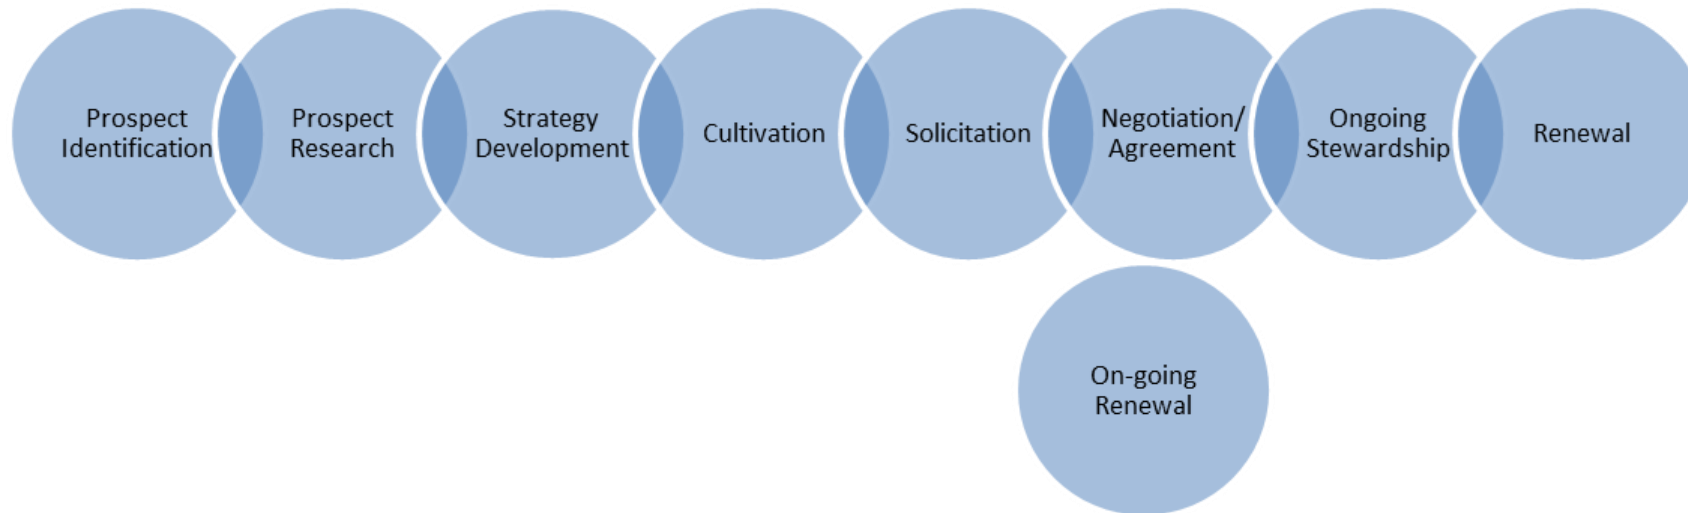 Prospect
Identification
Prospect
Research
Strategy
Development
Cultivation
Solicitation
Negotiation/
Agreement
Ongoing
Stewardship
Renewal
On-going
Renewal